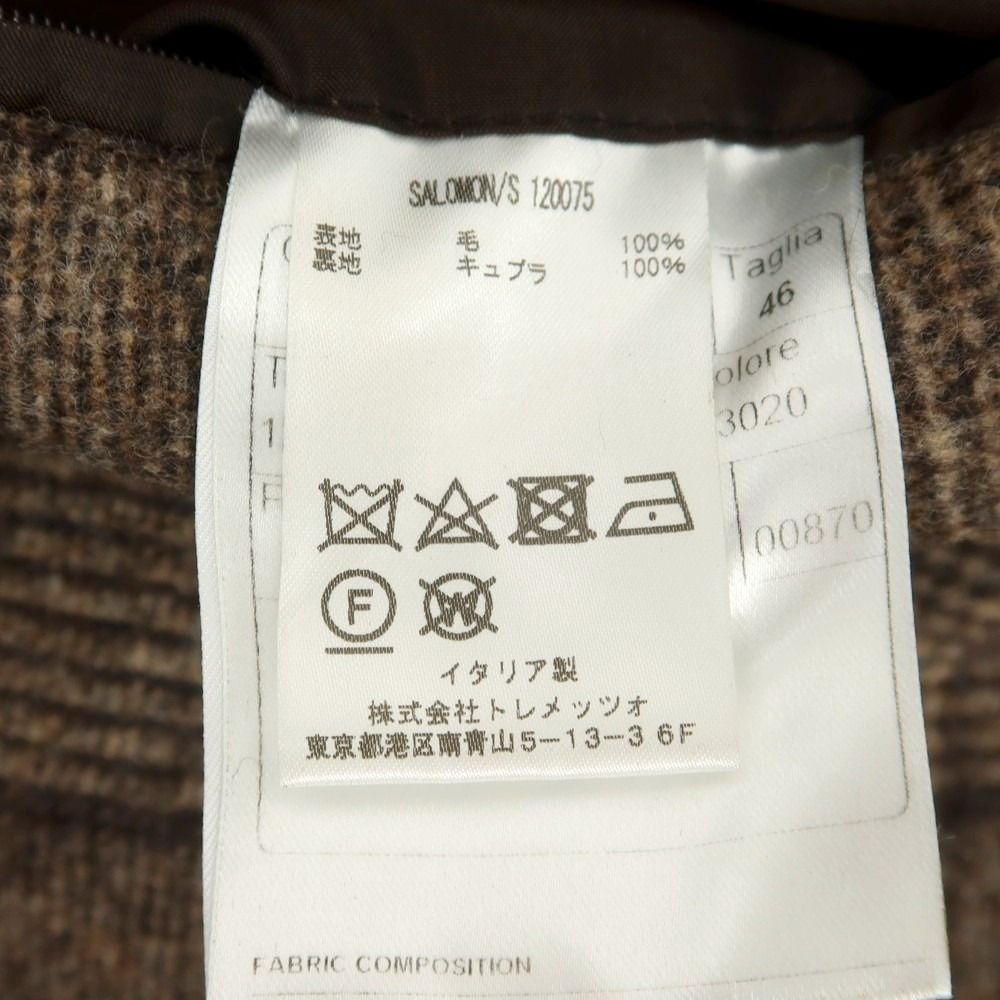 SALOMON/S 120075
表地 毛 100%
裏地 キュプラ 100%
Taglia
46
olore
3020
00870
F
W
イタリア製
株式会社トレメッツォ
東京都港区南青山5-13-3 6F
FABRIC COMPOSITION